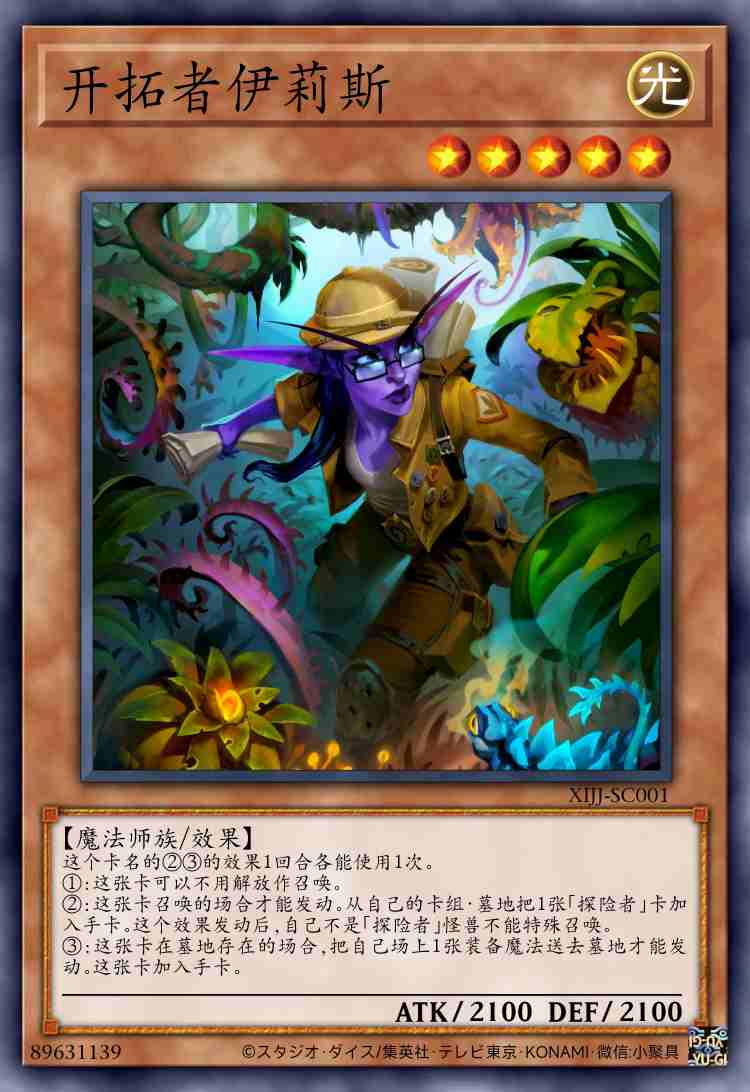 开拓者伊莉斯
光
XIJJ-SC001
【魔法师族/效果】
这个卡名的②③的效果1回合各能使用1次。
①:这张卡可以不用解放作召唤。
②:这张卡召唤的场合才能发动。从自己的卡组·墓地把1张「探险者」卡加
入手卡。这个效果发动后,自己不是「探险者」怪兽不能特殊召唤。
③:这张卡在墓地存在的场合,把自己场上1张装备魔法送去墓地才能发
动。这张卡加入手卡。
ATK/2100 DEF/2100
89631139 ©スタジオ·ダイス/集英社·テレビ東京·KONAMI·微信:小聚具